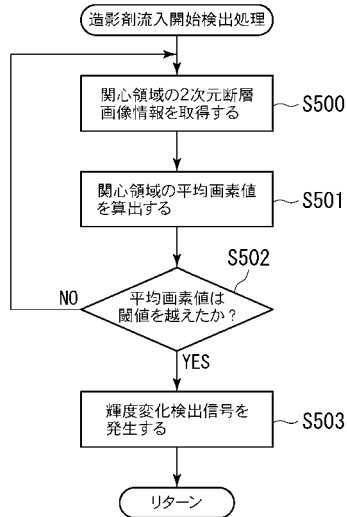 造影剤流入開始検出処理
関心領域の2次元断層
画像情報を取得する
S500
関心領域の平均画素値
を算出する
S501
S502
平均画素値は
閾値を越えたか?
NO
YES
輝度変化検出信号を
発生する
S503
リターン